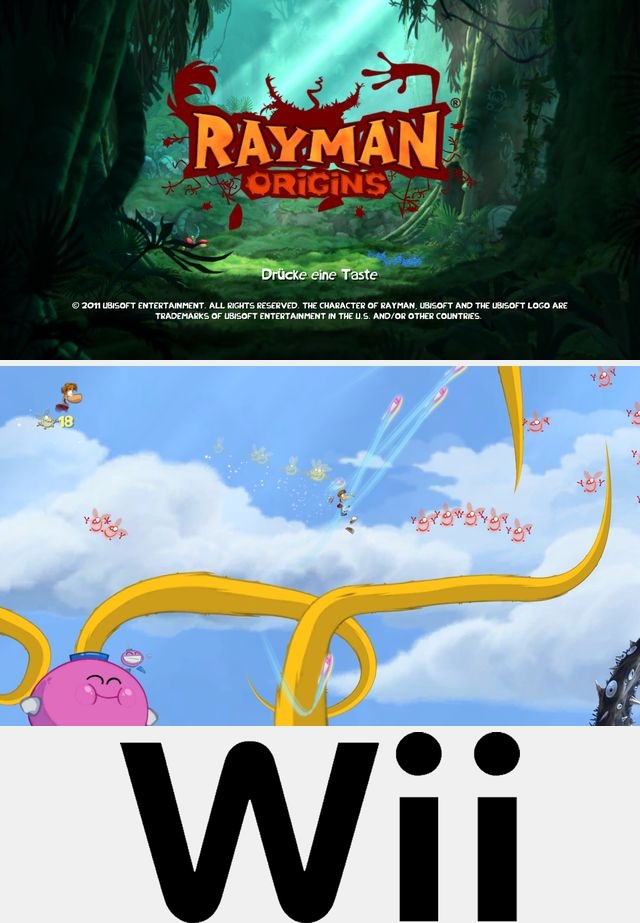 RAYMAN®
ORIGINS
Drücke eine Taste
© 2011 UBISOFT ENTERTAINMENT. ALL RIGHTS RESERVED. THE CHARACTER OF RAYMAN, UBISOFT AND THE UBISOFT LOGO ARE
TRADEMARKS OF UBISOFT ENTERTAINMENT IN THE U.S. AND/OR OTHER COUNTRIES.
18
Wii